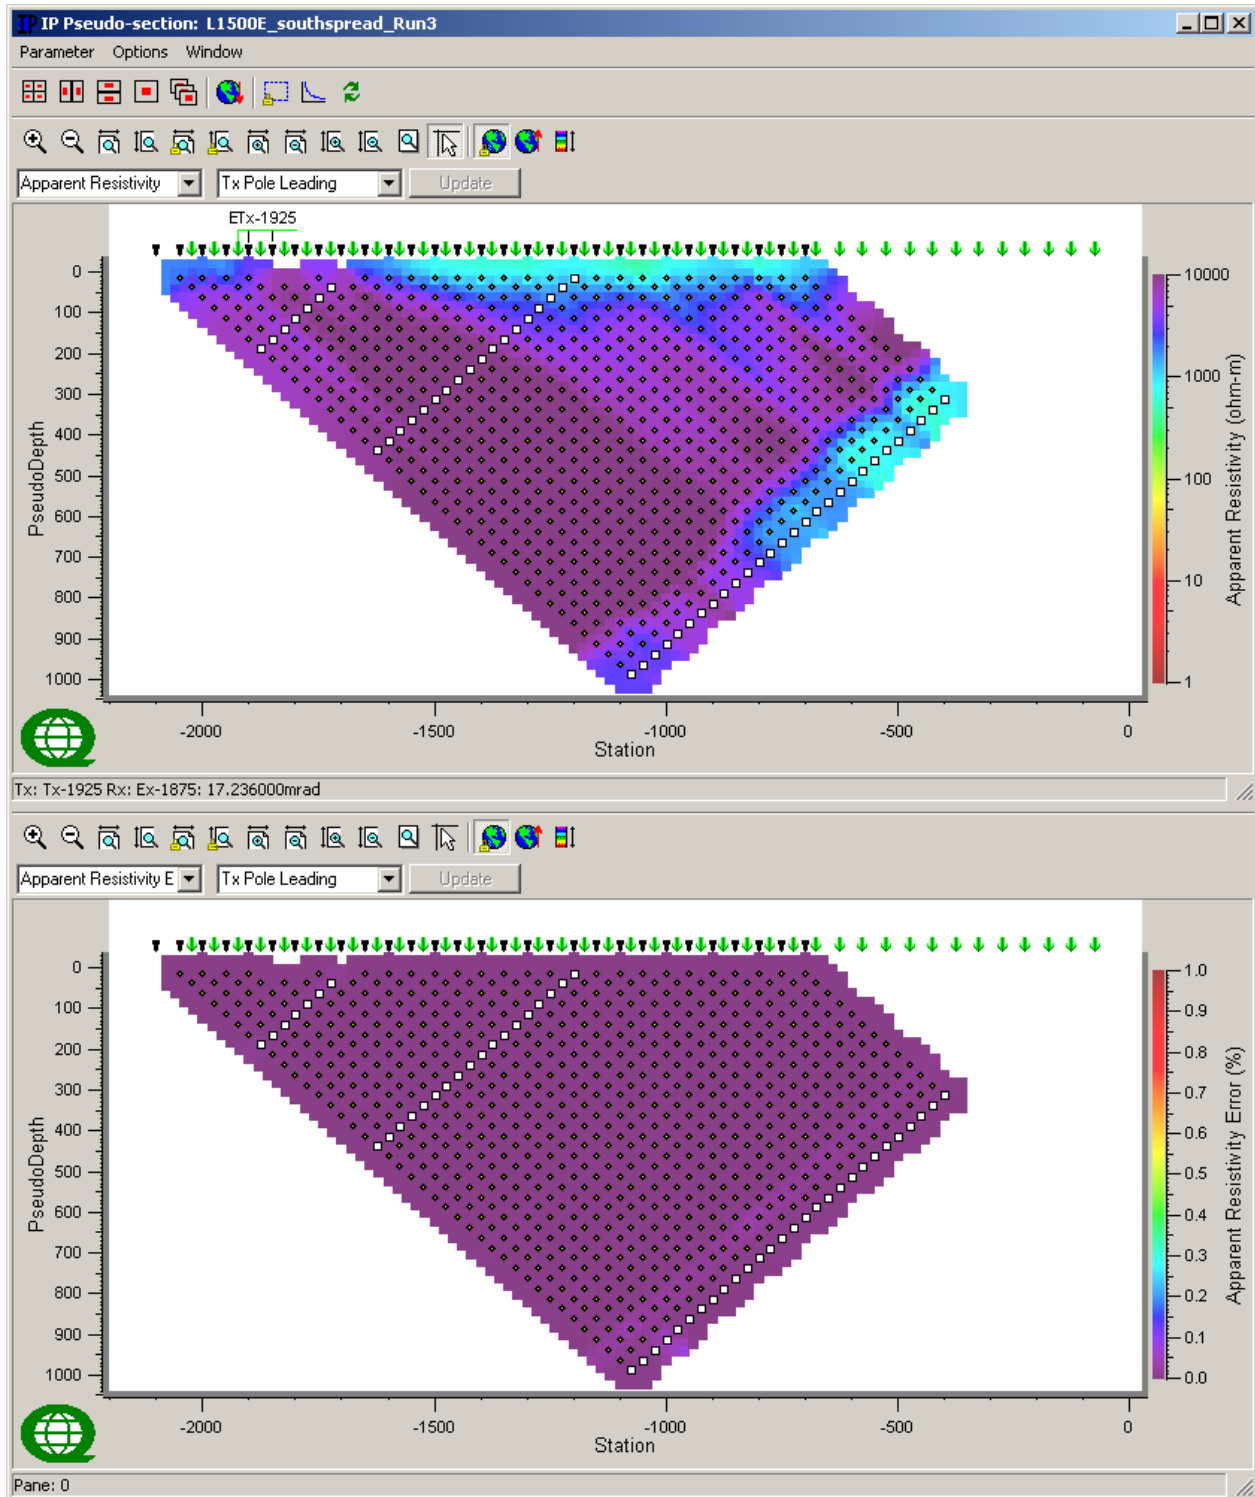 IP Pseudo-section: L1500E_southspread_Run3
Parameter Options Window
Apparent Resistivity Tx Pole Leading Update
ETx-1925
0
100
200
300
400
500
600
700
800
900
1000
PseudoDepth
-2000 -1500 -1000 -500 0
Station
10000
1000
100
10
1
Apparent Resistivity (ohm-m)
Tx: Tx-1925 Rx: Ex-1875: 17.236000mrad
Apparent Resistivity E Tx Pole Leading Update
0
100
200
300
400
500
600
700
800
900
1000
PseudoDepth
-2000 -1500 -1000 -500 0
Station
1.0
0.9
0.8
0.7
0.6
0.5
0.4
0.3
0.2
0.1
0.0
Apparent Resistivity Error (%)
Pane: 0